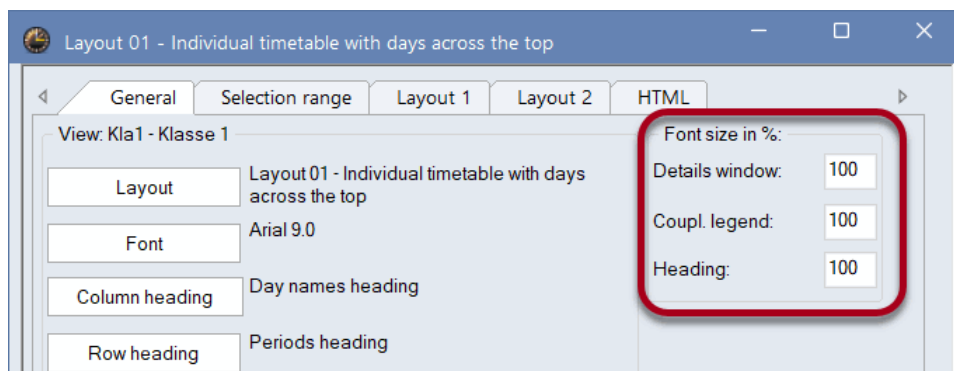 Layout 01 - Individual timetable with days across the top
General
Selection range
Layout 1
Layout 2
HTML
View: Kla1 - Klasse 1
Layout
Layout 01 - Individual timetable with days
across the top
Font
Arial 9.0
Column heading
Day names heading
Row heading
Periods heading
Font size in %:
Details window: 100
Coupl. legend: 100
Heading: 100